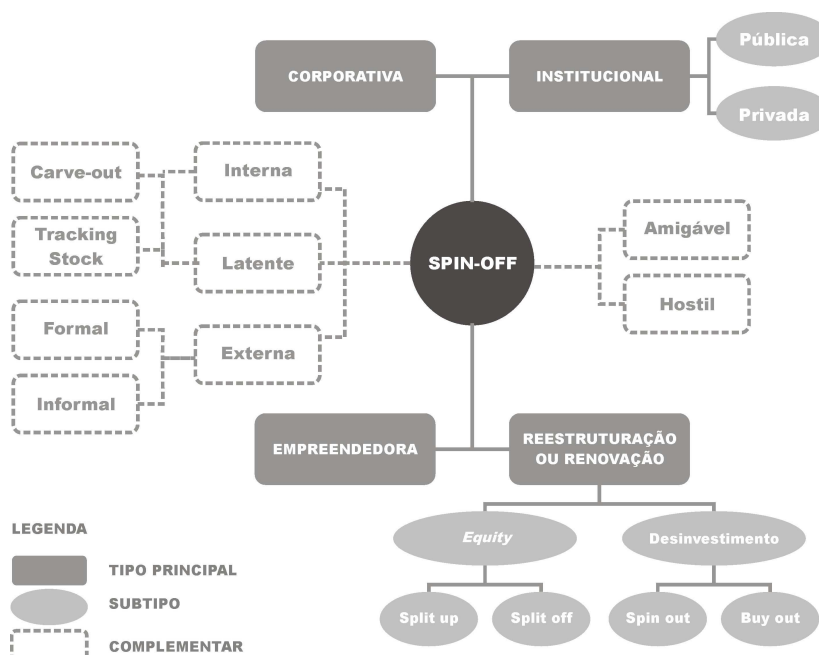 Pública
CORPORATIVA
INSTITUCIONAL
Privada
Carve-out
Interna
Tracking
Stock
Latente
SPIN-OFF
Amigável
Hostil
Formal
Externa
Informal
EMPREENDEDORA
REESTRUTURAÇÃO
OU RENOVAÇÃO
LEGENDA
TIPO PRINCIPAL
SUBTIPO
COMPLEMENTAR
Equity
Desinvestimento
Split up
Split off
Spin out
Buy out